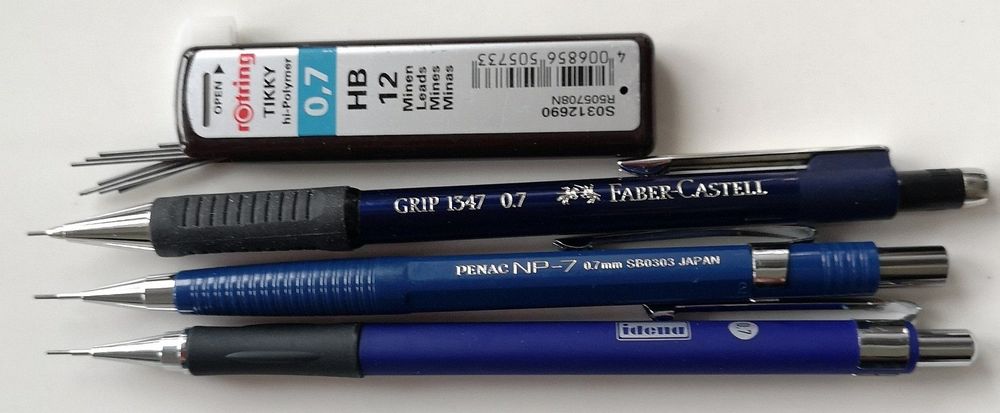 OPEN
rotring
TIKKY
hi-Polymer
0,7
HB
12
Minen
Leads
Mines
Minas
4 006856 505733
S0312690
R505708N
GRIP 1347 0.7 FABER-CASTELL
PENAC NP-7 0.7mm SB0303 JAPAN
idena 0.7